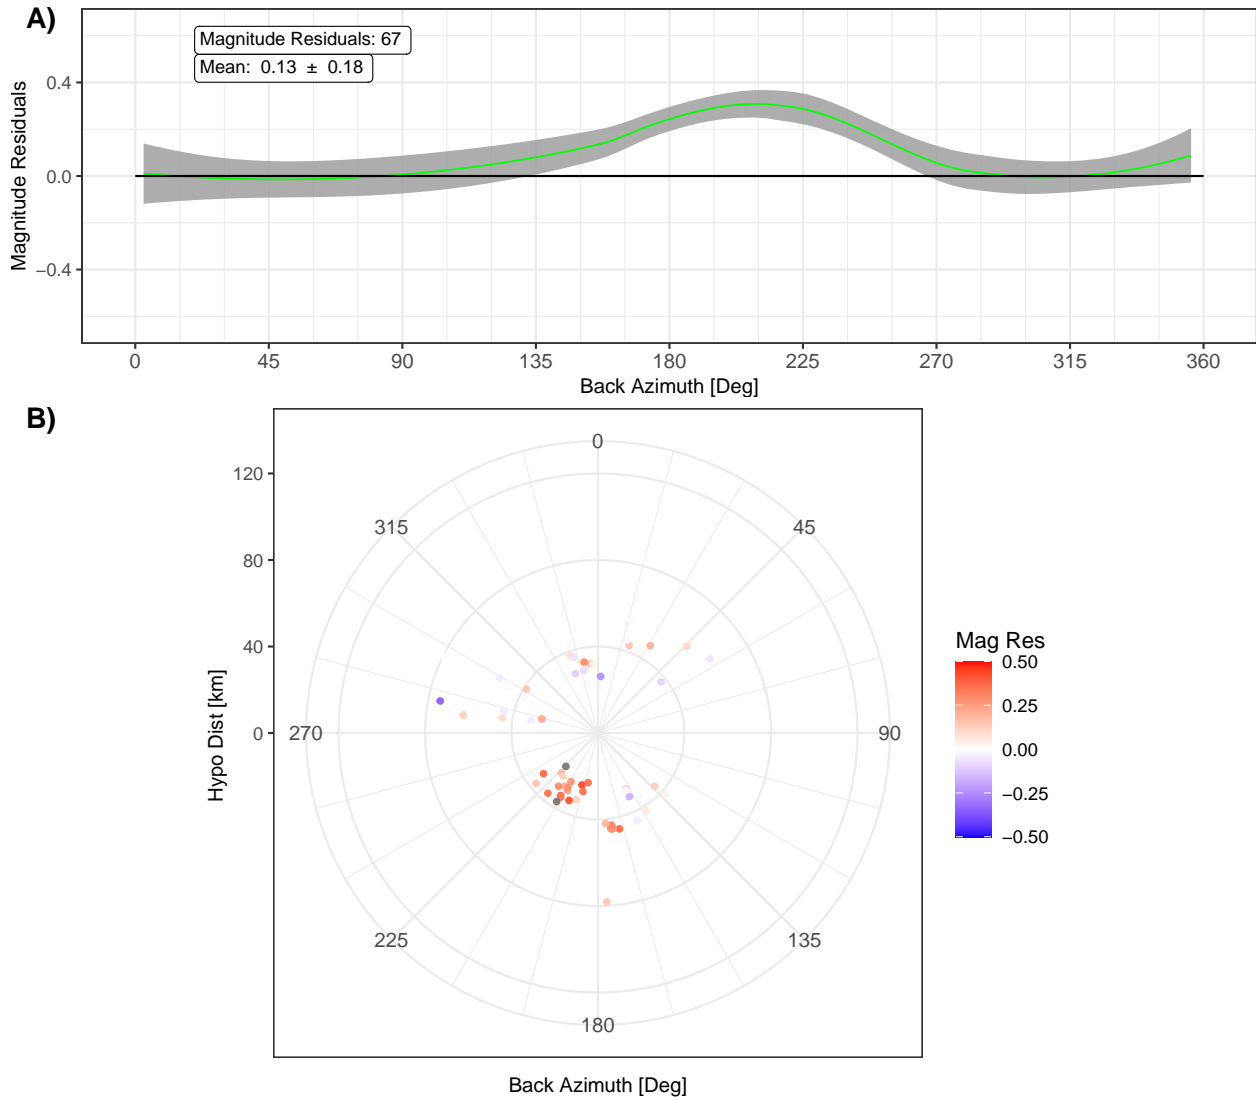 A)
Magnitude Residuals: 67
Mean:  0.13  ±  0.18
Magnitude Residuals
0.4
0.0
−0.4
0 45 90 135 180 225 270 315 360
Back Azimuth [Deg]
B)
Hypo Dist [km]
120
80
40
0
0
45
90
135
180
225
270
315
Back Azimuth [Deg]
Mag Res
0.50
0.25
0.00
−0.25
−0.50